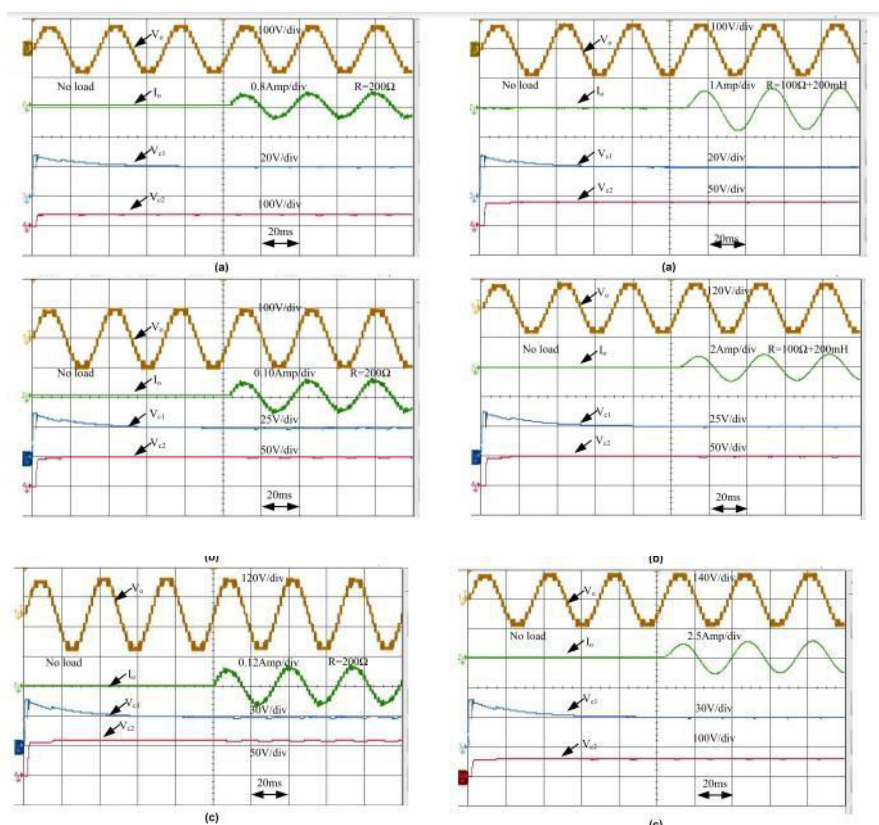 100V/div
Vo
No load
0.8Amp/div
R=200Ω
Io
Vc1
20V/div
Vc2
100V/div
20ms
(a)
100V/div
Vo
No load
1Amp/div
R=100Ω+200mH
Io
Vc1
20V/div
Vc2
50V/div
20ms
(a)
100V/div
Vo
No load
0.10Amp/div
R=200Ω
Io
Vc1
25V/div
Vc2
50V/div
20ms
(b)
120V/div
Vo
No load
2Amp/div
R=100Ω+200mH
Io
Vc1
25V/div
Vc2
50V/div
20ms
(b)
120V/div
Vo
No load
0.12Amp/div
R=200Ω
Io
Vc1
30V/div
Vc2
50V/div
20ms
(c)
140V/div
Vo
No load
2.5Amp/div
Io
Vc1
30V/div
Vc2
100V/div
20ms
(c)